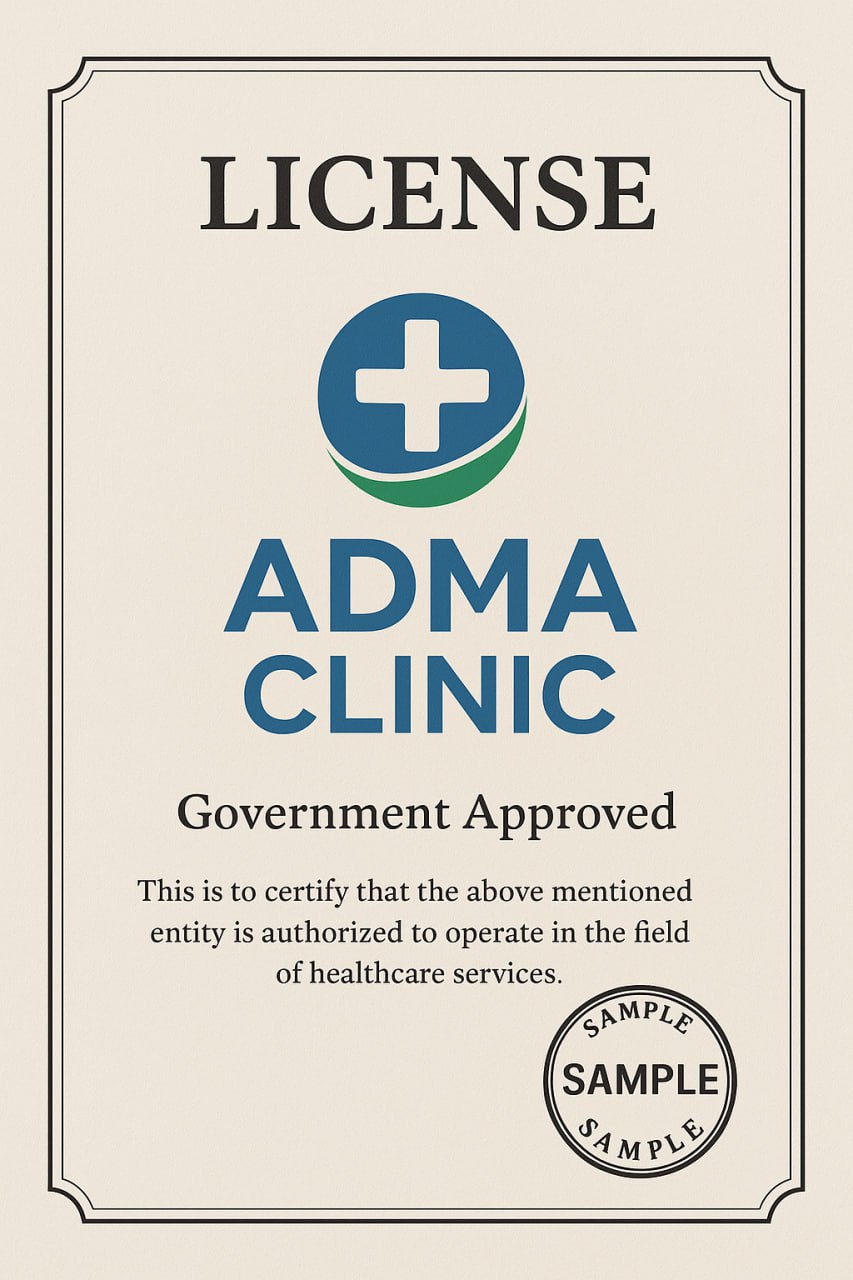 LICENSE
ADMA
CLINIC
Government Approved
This is to certify that the above mentioned
entity is authorized to operate in the field
of healthcare services.
SAMPLE
SAMPLE
SAMPLE